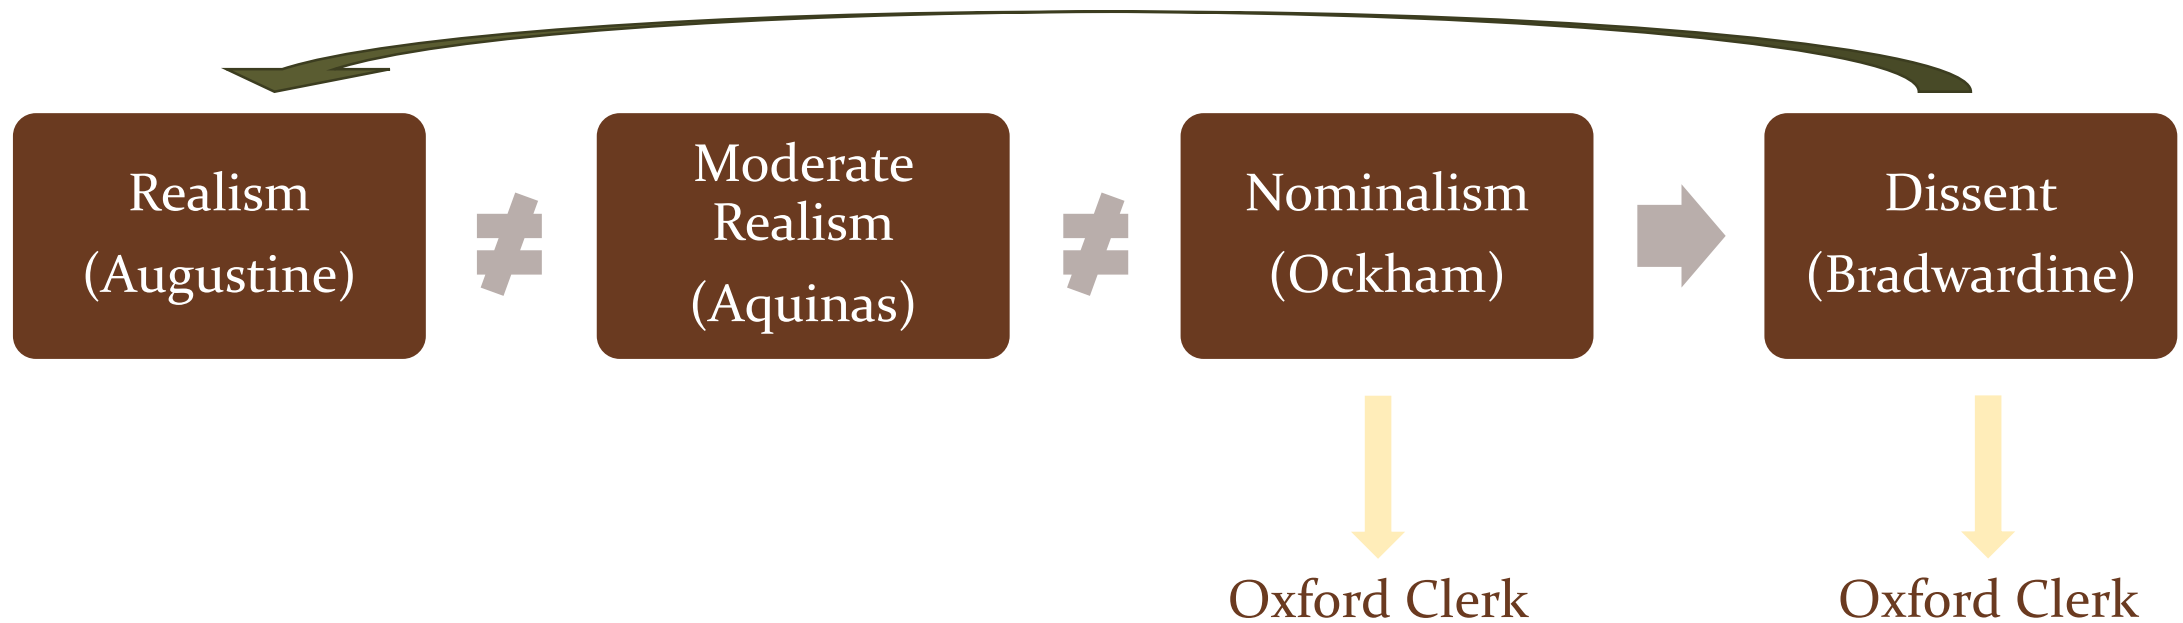 Realism
(Augustine)
≠
Moderate
Realism
(Aquinas)
≠
Nominalism
(Ockham)
Dissent
(Bradwardine)
Oxford Clerk
Oxford Clerk